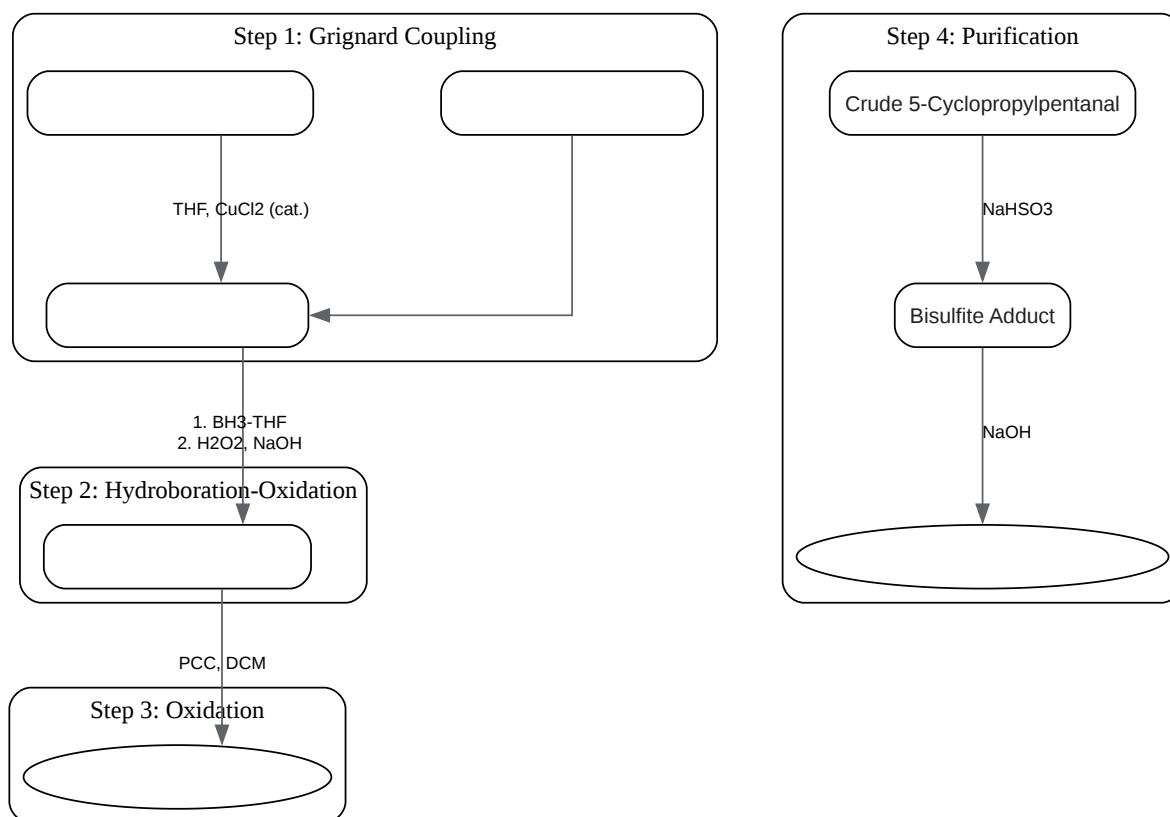 Step 1: Grignard Coupling
THF, CuCl2 (cat.)
1. BH3-THF
2. H2O2, NaOH
Step 2: Hydroboration-Oxidation
PCC, DCM
Step 3: Oxidation
Step 4: Purification
Crude 5-Cyclopropylpentanal
NaHSO3
Bisulfite Adduct
NaOH